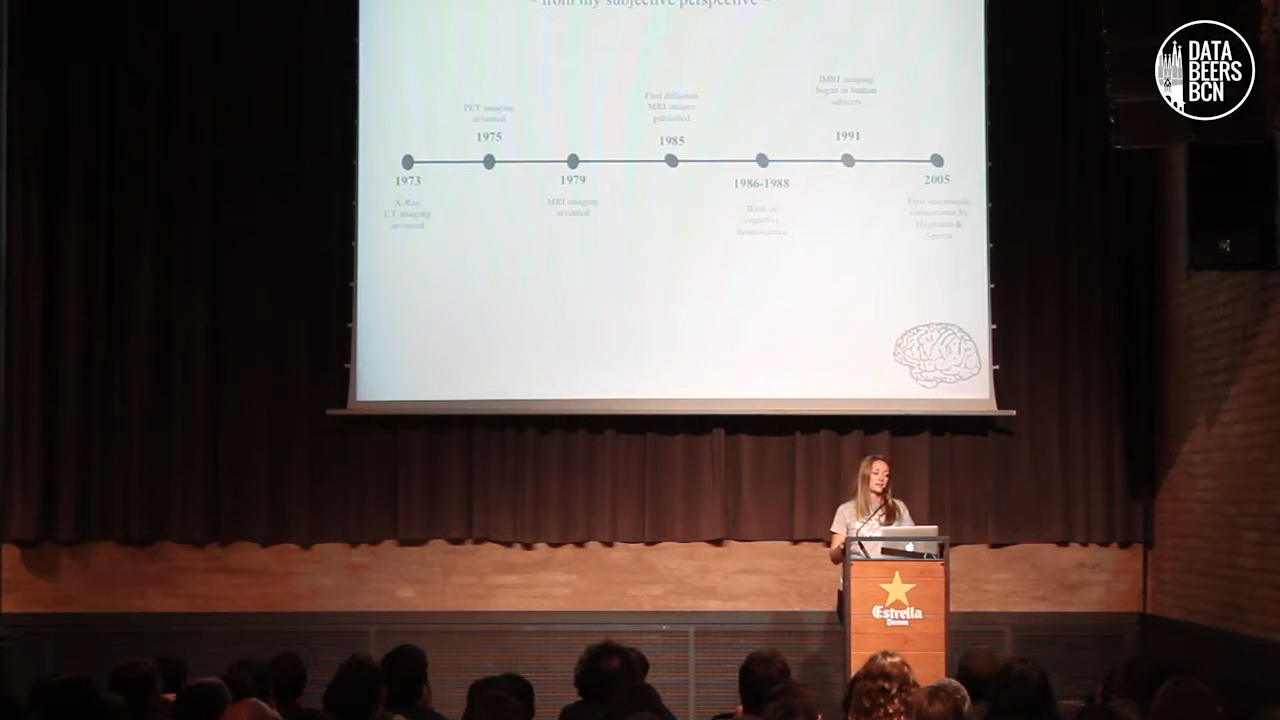 ~ from my subjective perspective ~
DATA
BEERS
BCN
PET imaging
invented
1975
First diffusion
MRI images
published
1985
fMRI imaging
began in human
subjects
1991
1973
X-Ray
CT imaging
invented
1979
MRI imaging
invented
1986-1988
Birth of
cognitive
neuroscience
2005
First macroscale
connectome by
Hagmann &
Sporns
Estrella
Damm